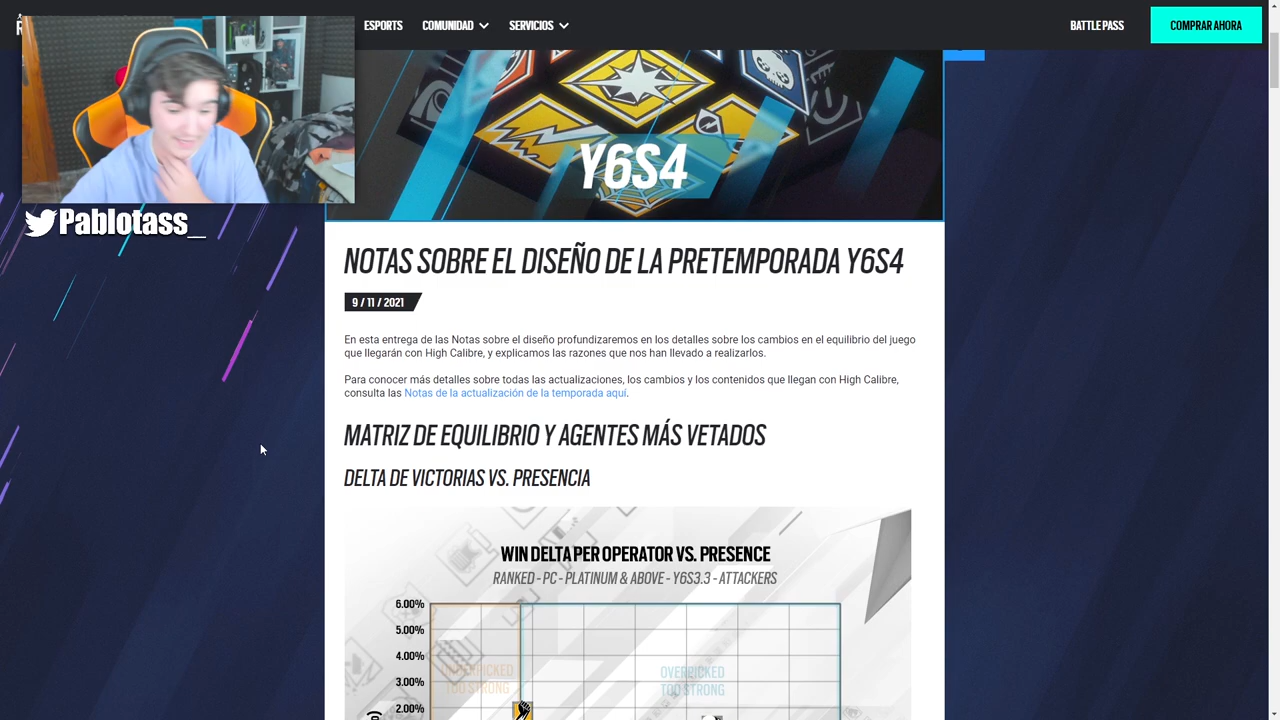 R
ESPORTS
COMUNIDAD
SERVICIOS
BATTLE PASS
COMPRAR AHORA
Y6S4
Pablotass_
NOTAS SOBRE EL DISEÑO DE LA PRETEMPORADA Y6S4
9 / 11 / 2021
En esta entrega de las Notas sobre el diseño profundizaremos en los detalles sobre los cambios en el equilibrio del juego
que llegarán con High Calibre, y explicamos las razones que nos han llevado a realizarlos.
Para conocer más detalles sobre todas las actualizaciones, los cambios y los contenidos que llegan con High Calibre,
consulta las Notas de la actualización de la temporada aquí.
MATRIZ DE EQUILIBRIO Y AGENTES MÁS VETADOS
DELTA DE VICTORIAS VS. PRESENCIA
WIN DELTA PER OPERATOR VS. PRESENCE
RANKED - PC - PLATINUM & ABOVE - Y6S3.3 - ATTACKERS
6.00%
5.00%
4.00%
3.00%
2.00%
UNDERPICKED
TOO STRONG
OVERPICKED
TOO STRONG